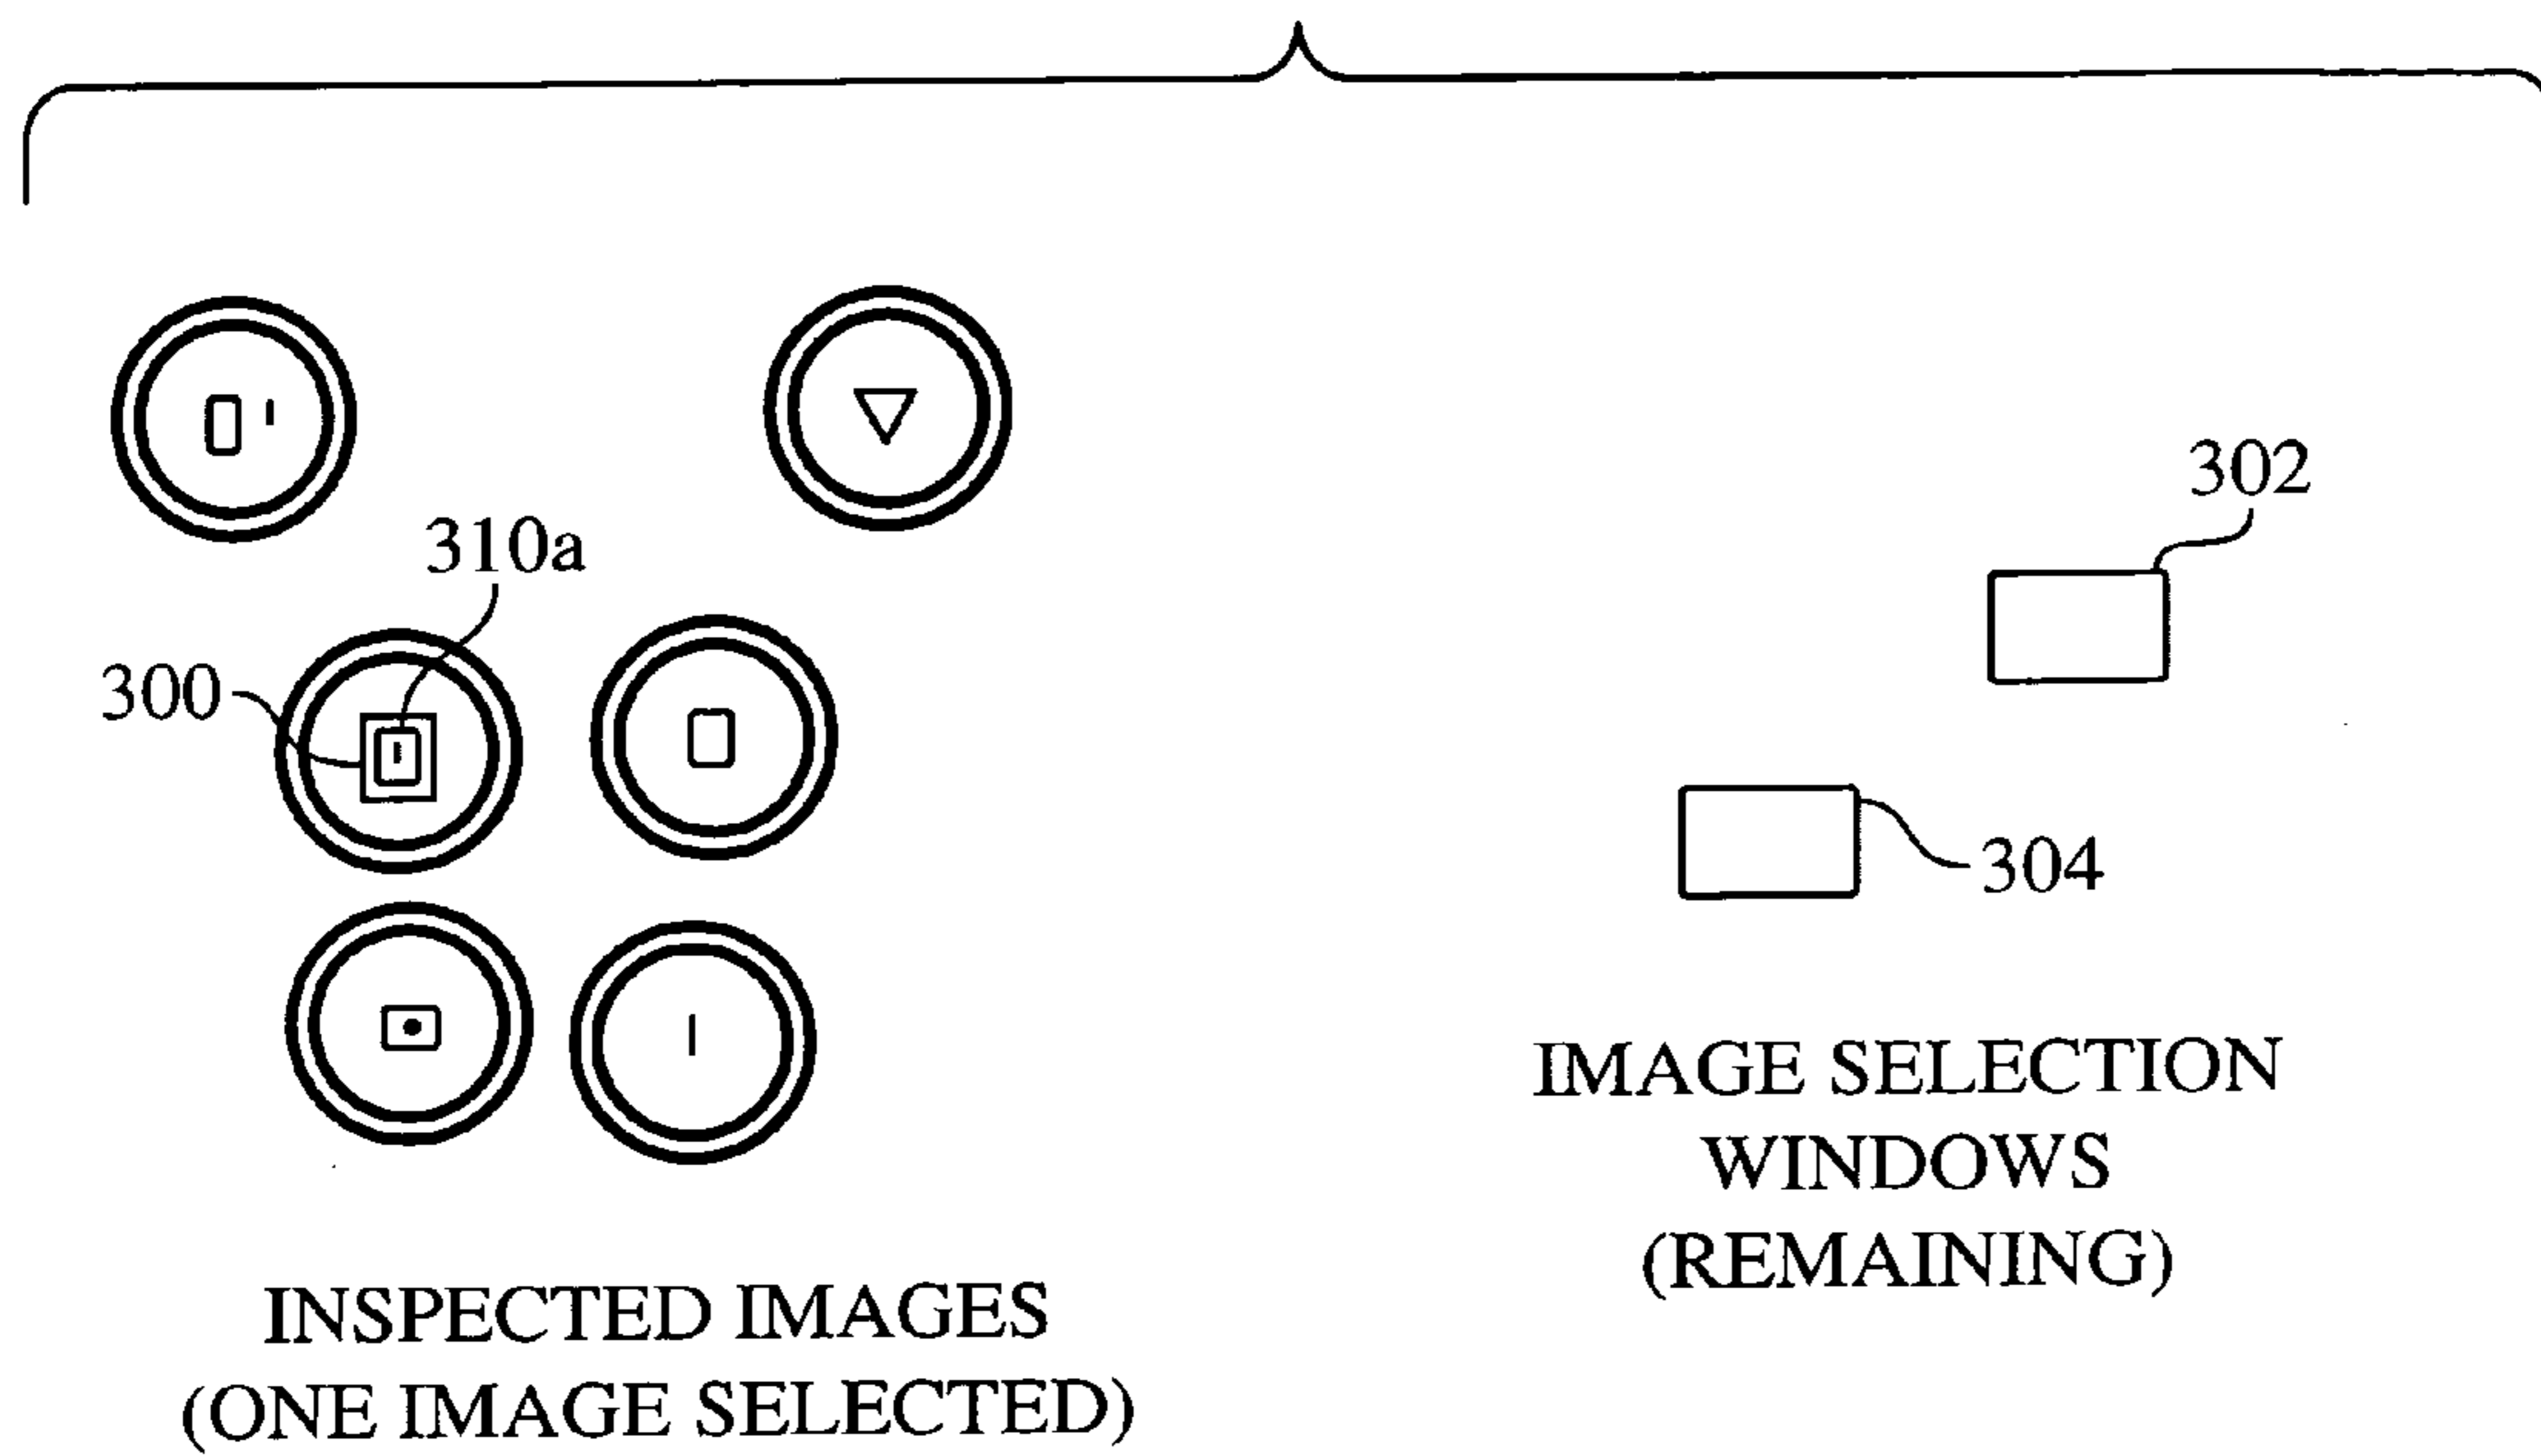 302
310a
300
304
IMAGE SELECTION
WINDOWS
(REMAINING)
INSPECTED IMAGES
(ONE IMAGE SELECTED)